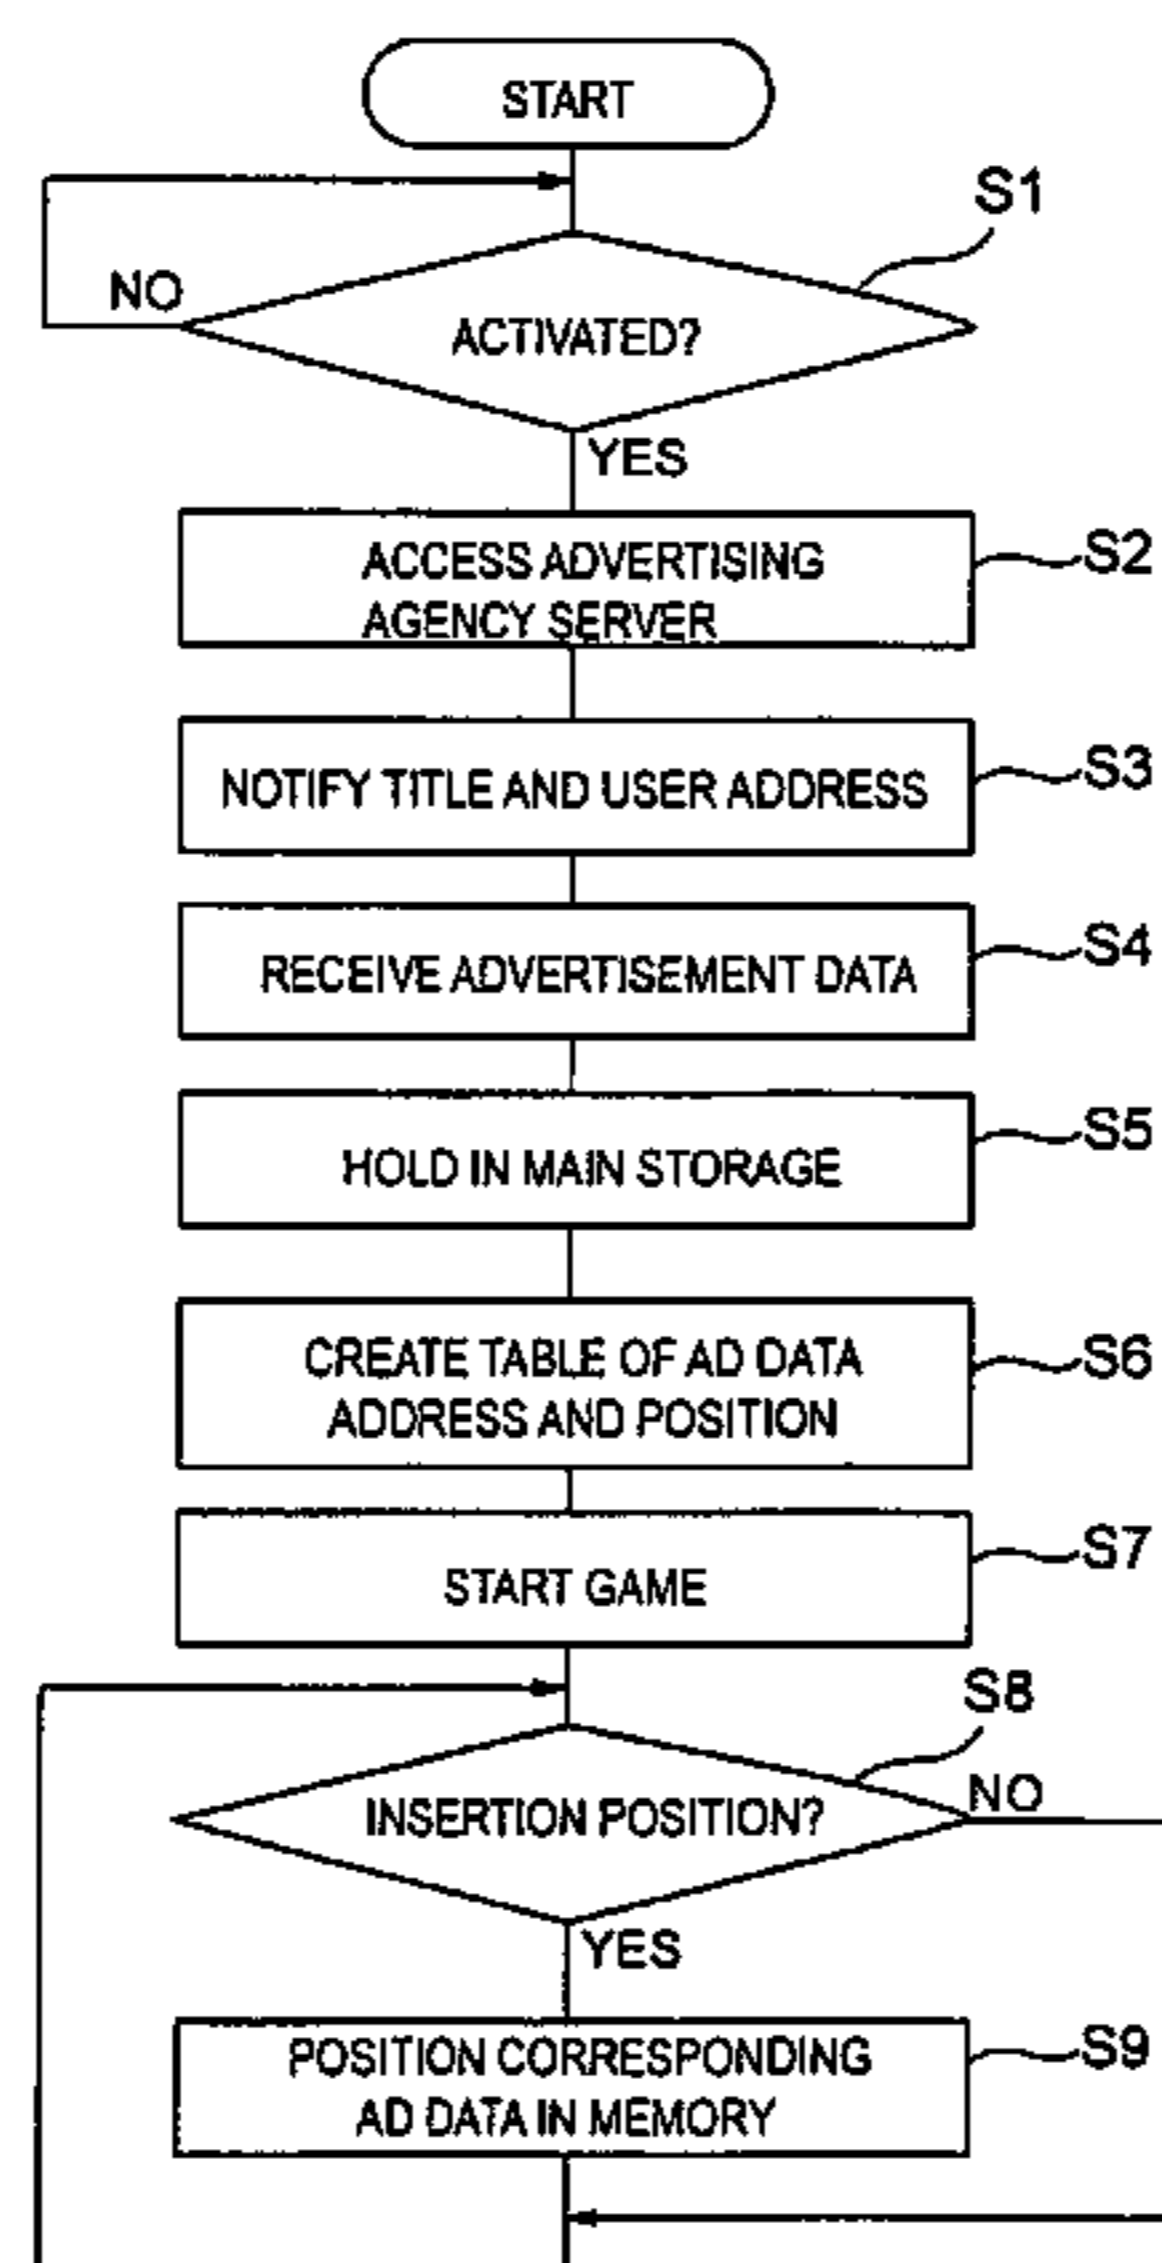 START
S1
NO
ACTIVATED?
YES
ACCESS ADVERTISING
AGENCY SERVER
S2
NOTIFY TITLE AND USER ADDRESS
S3
RECEIVE ADVERTISEMENT DATA
S4
HOLD IN MAIN STORAGE
S5
CREATE TABLE OF AD DATA
ADDRESS AND POSITION
S6
START GAME
S7
S8
INSERTION POSITION?
NO
YES
POSITION CORRESPONDING
AD DATA IN MEMORY
S9